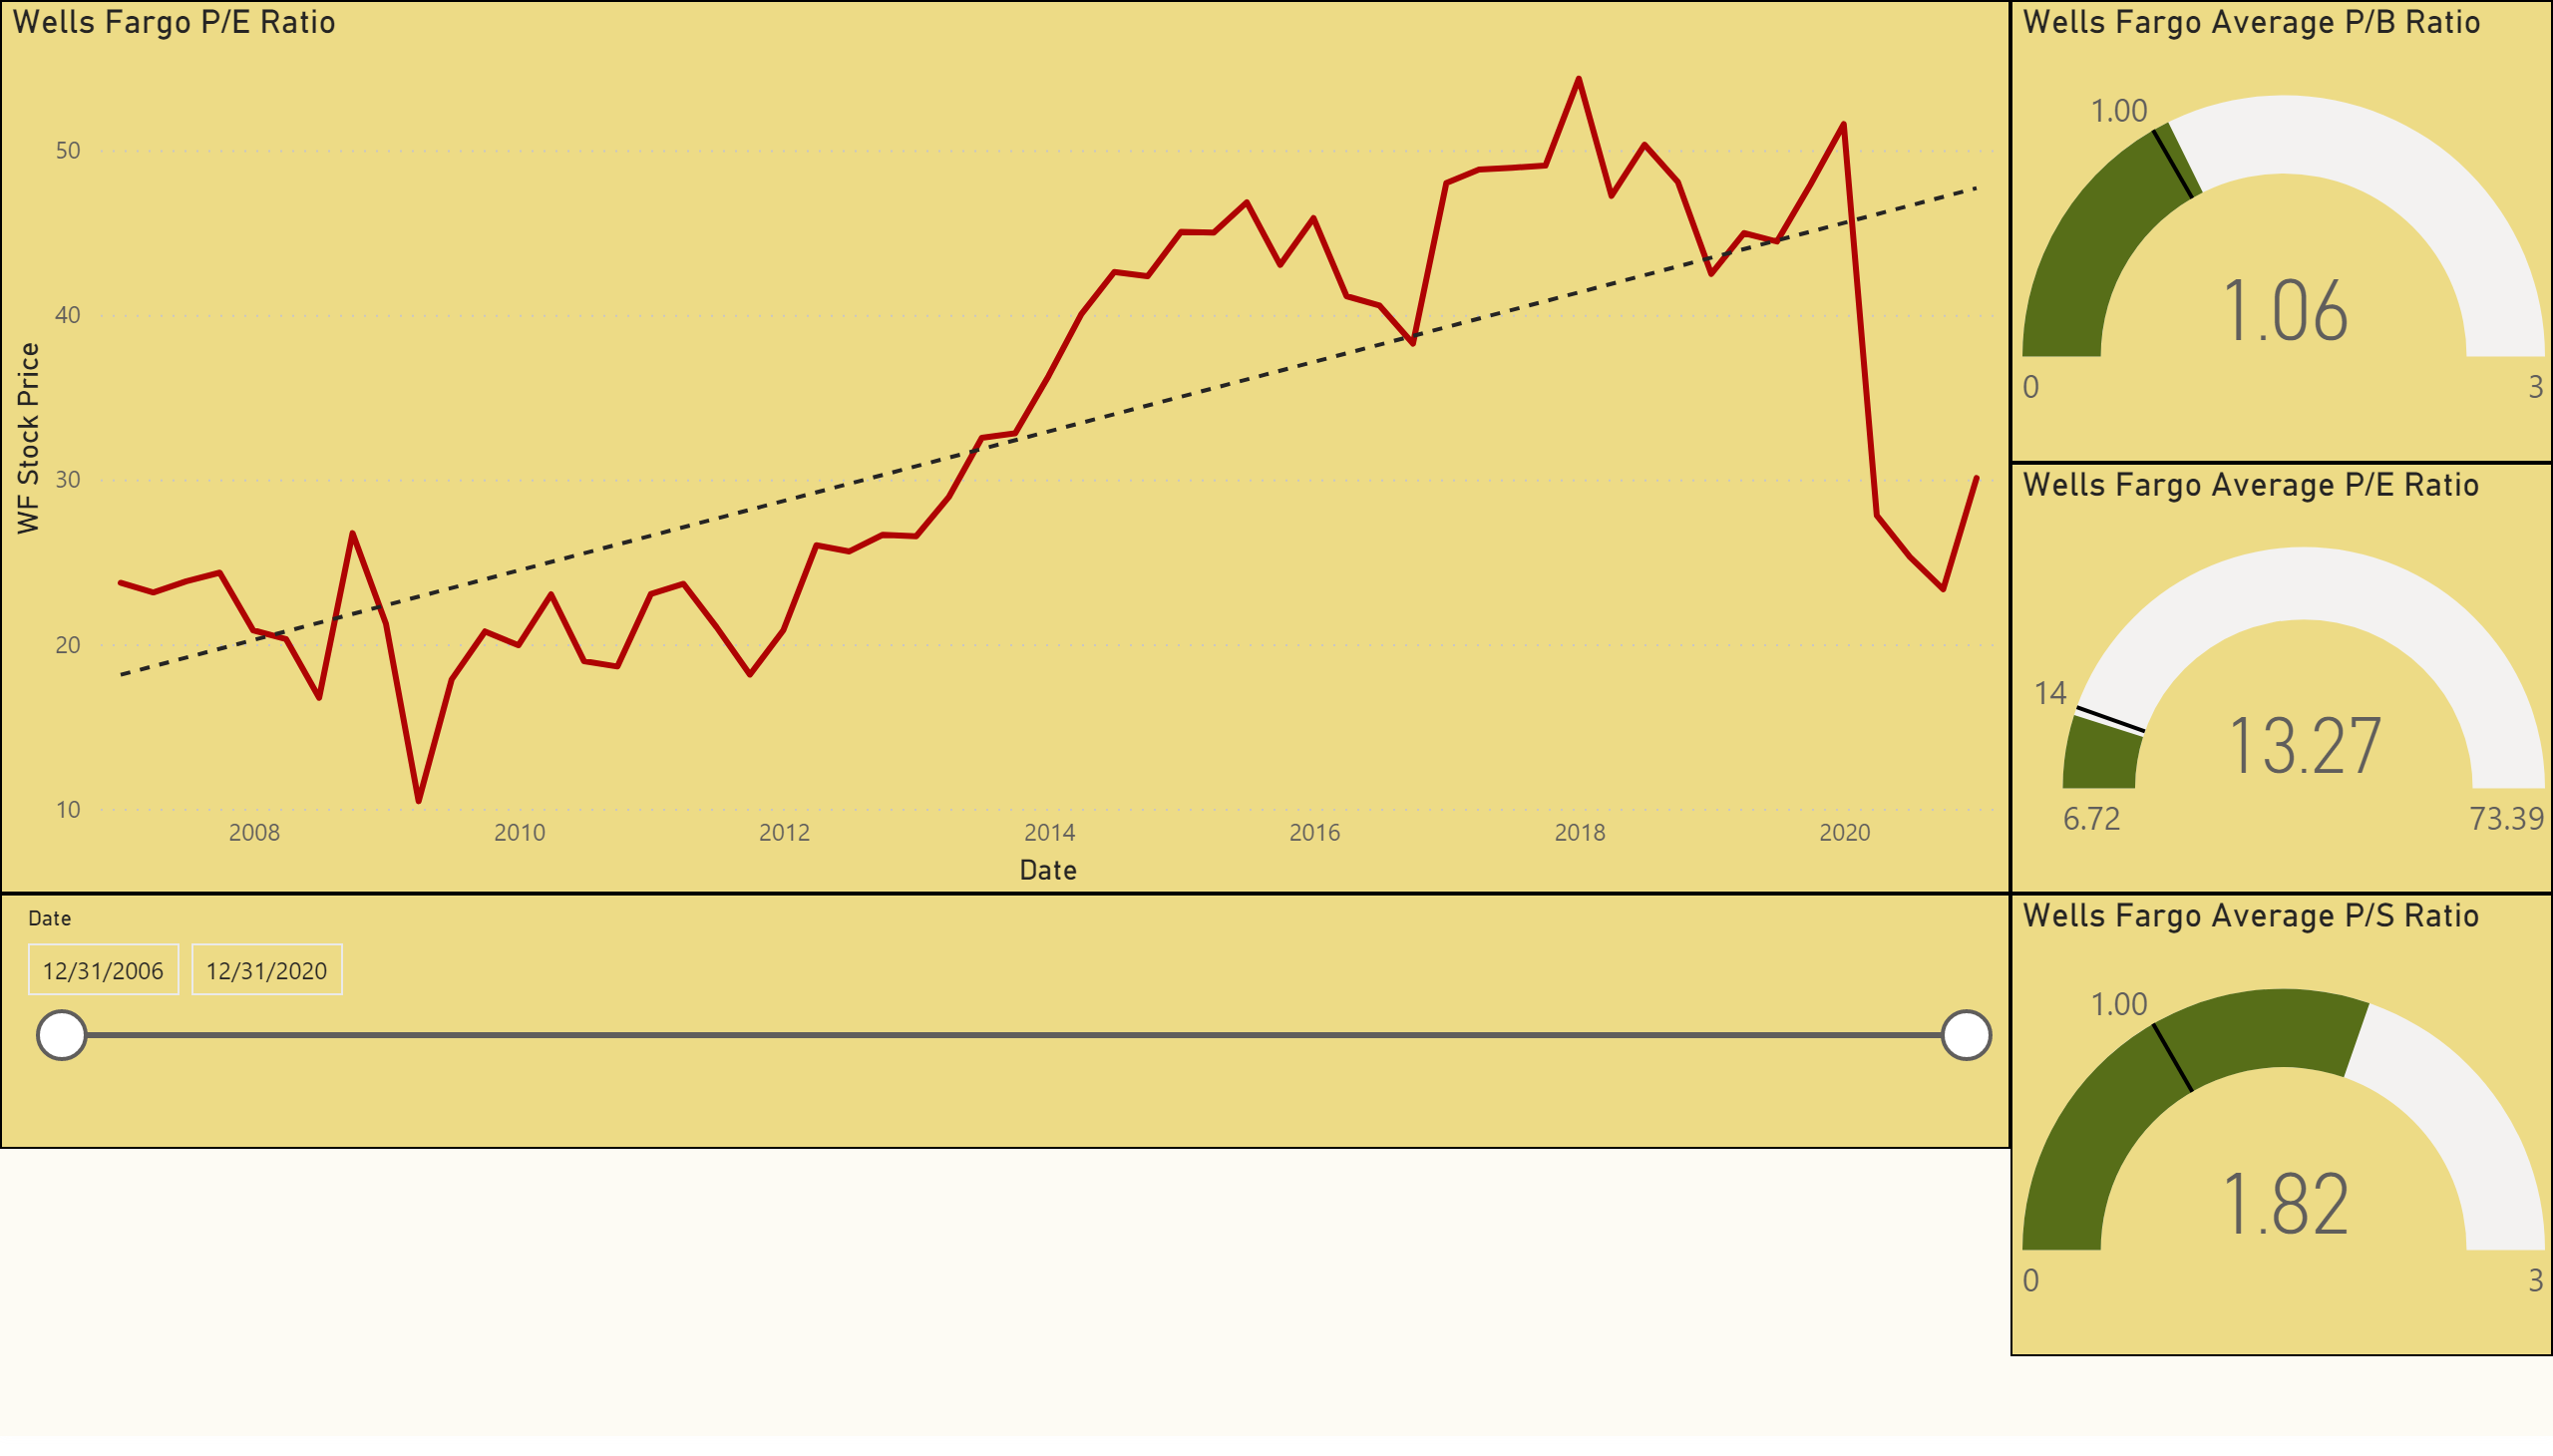 Wells Fargo P/E Ratio
50
40
30
20
10
WF Stock Price
2008 2010 2012 2014 2016 2018 2020
Date
Date
12/31/2006 12/31/2020
Wells Fargo Average P/B Ratio
1.00
1.06
0 3
Wells Fargo Average P/E Ratio
14
13.27
6.72 73.39
Wells Fargo Average P/S Ratio
1.00
1.82
0 3